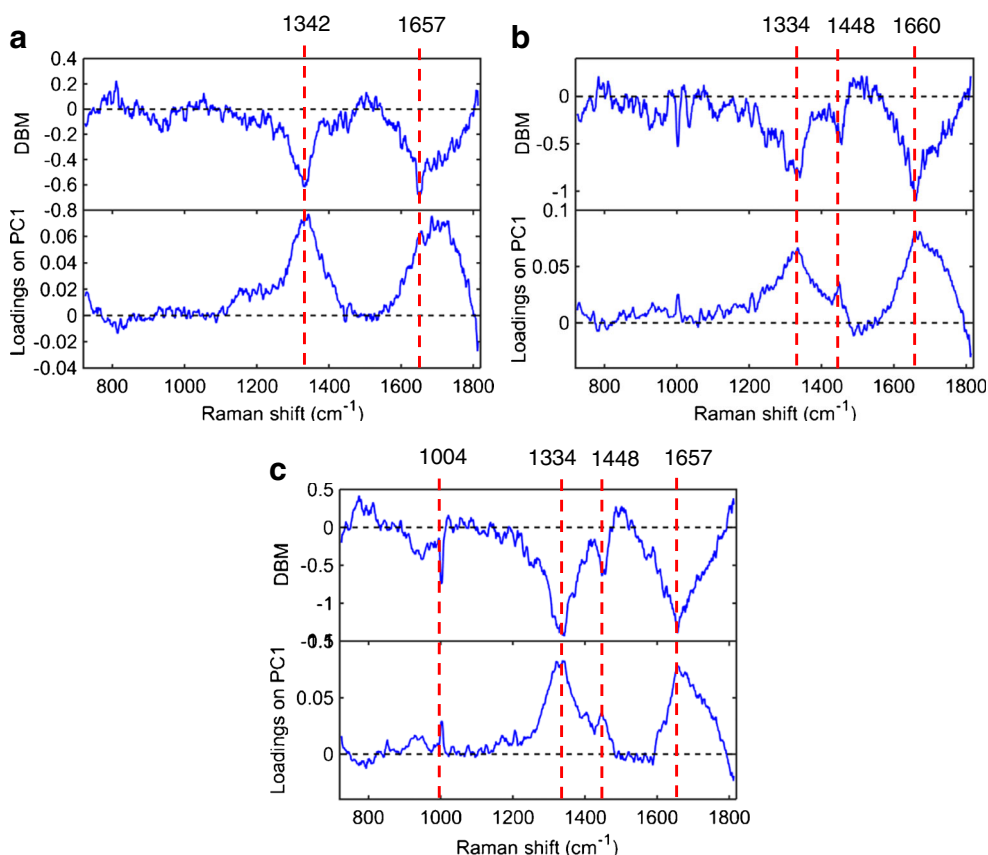 a
1342 1657
0.4
0.2
0
-0.2
-0.4
-0.6
-0.8
DBM
0.06
0.04
0.02
0
-0.02
-0.04
Loadings on PC1
800 1000 1200 1400 1600 1800
Raman shift (cm⁻¹)
b
1334 1448 1660
0
-0.5
-1
DBM
0.1
0.05
0
Loadings on PC1
800 1000 1200 1400 1600 1800
Raman shift (cm⁻¹)
c
1004 1334 1448 1657
0.5
0
-0.5
-1
DBM
0.05
0
Loadings on PC1
800 1000 1200 1400 1600 1800
Raman shift (cm⁻¹)